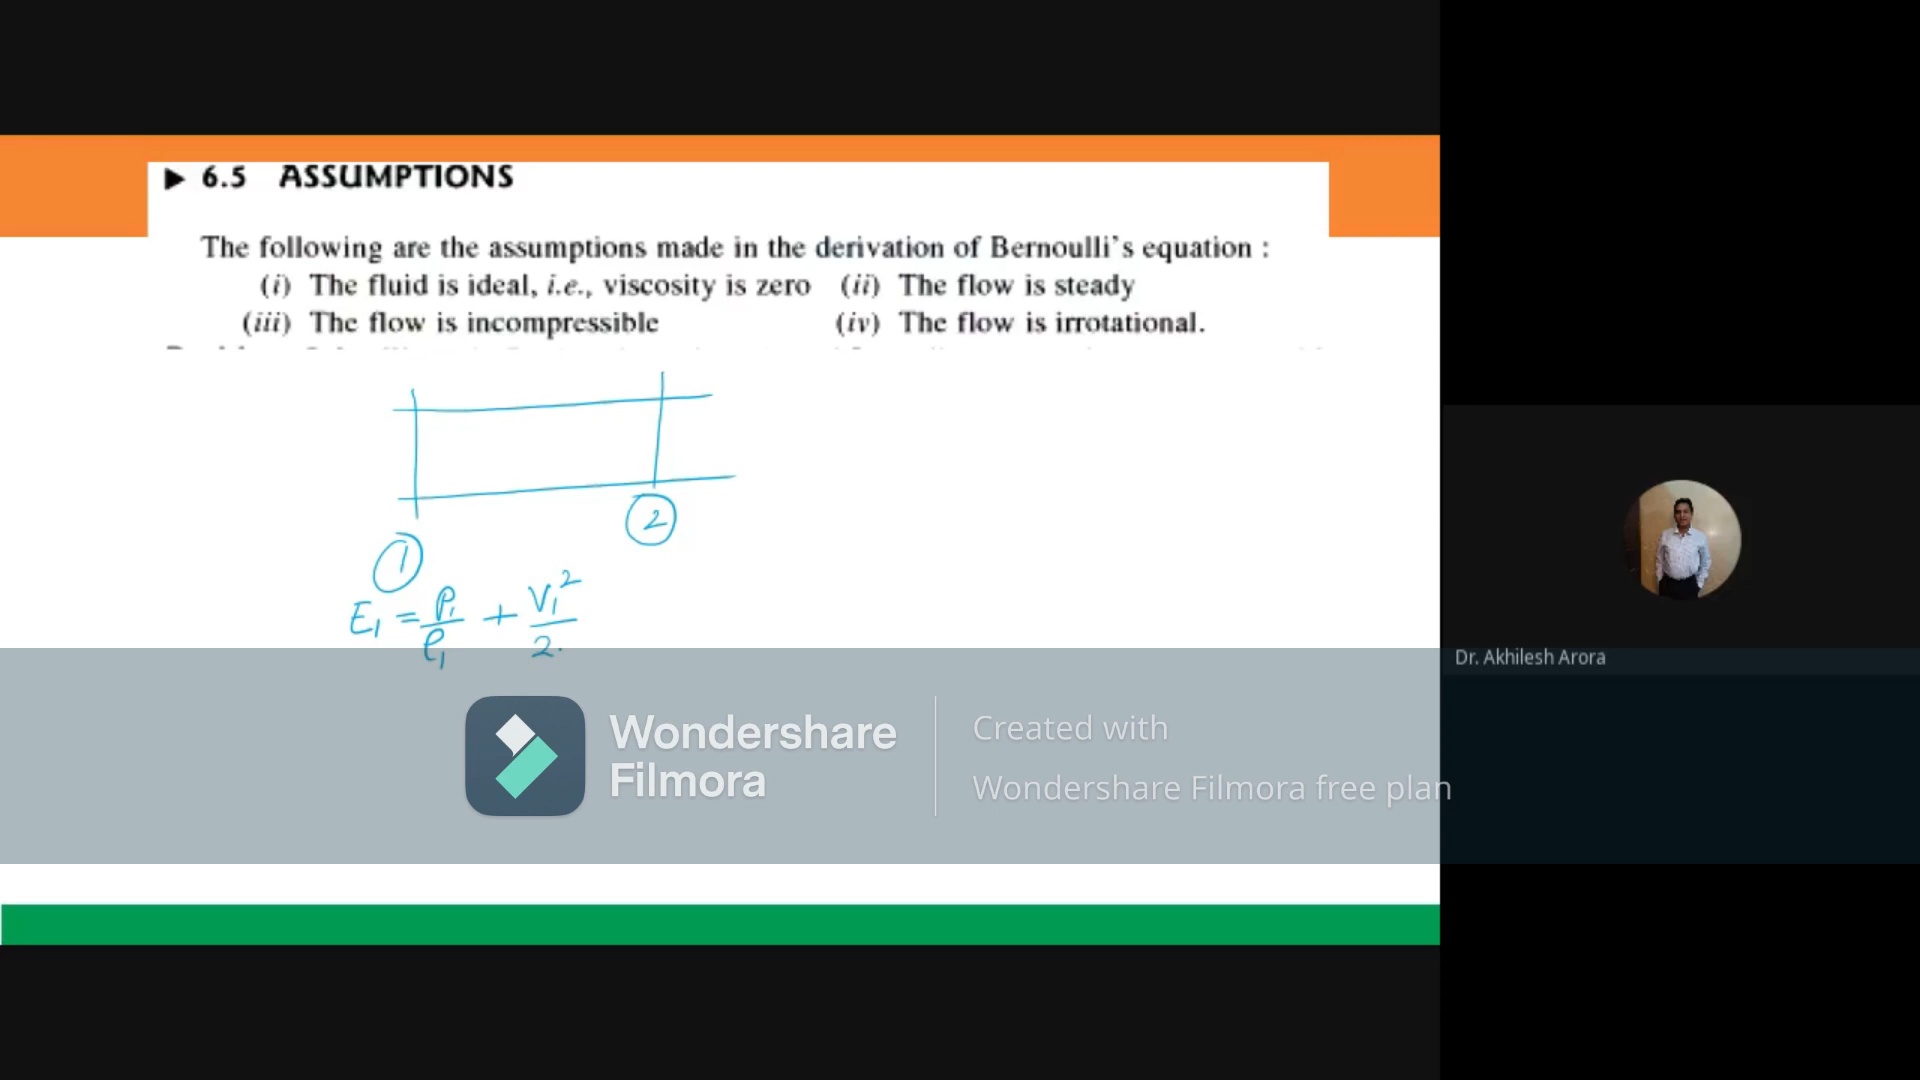 ▶ 6.5 ASSUMPTIONS
The following are the assumptions made in the derivation of Bernoulli's equation :
(i) The fluid is ideal, i.e., viscosity is zero (ii) The flow is steady
(iii) The flow is incompressible (iv) The flow is irrotational.
2
1
E₁ = P₁/ρ₁ + V₁²/2
Dr. Akhilesh Arora
Wondershare
Filmora
Created with
Wondershare Filmora free plan